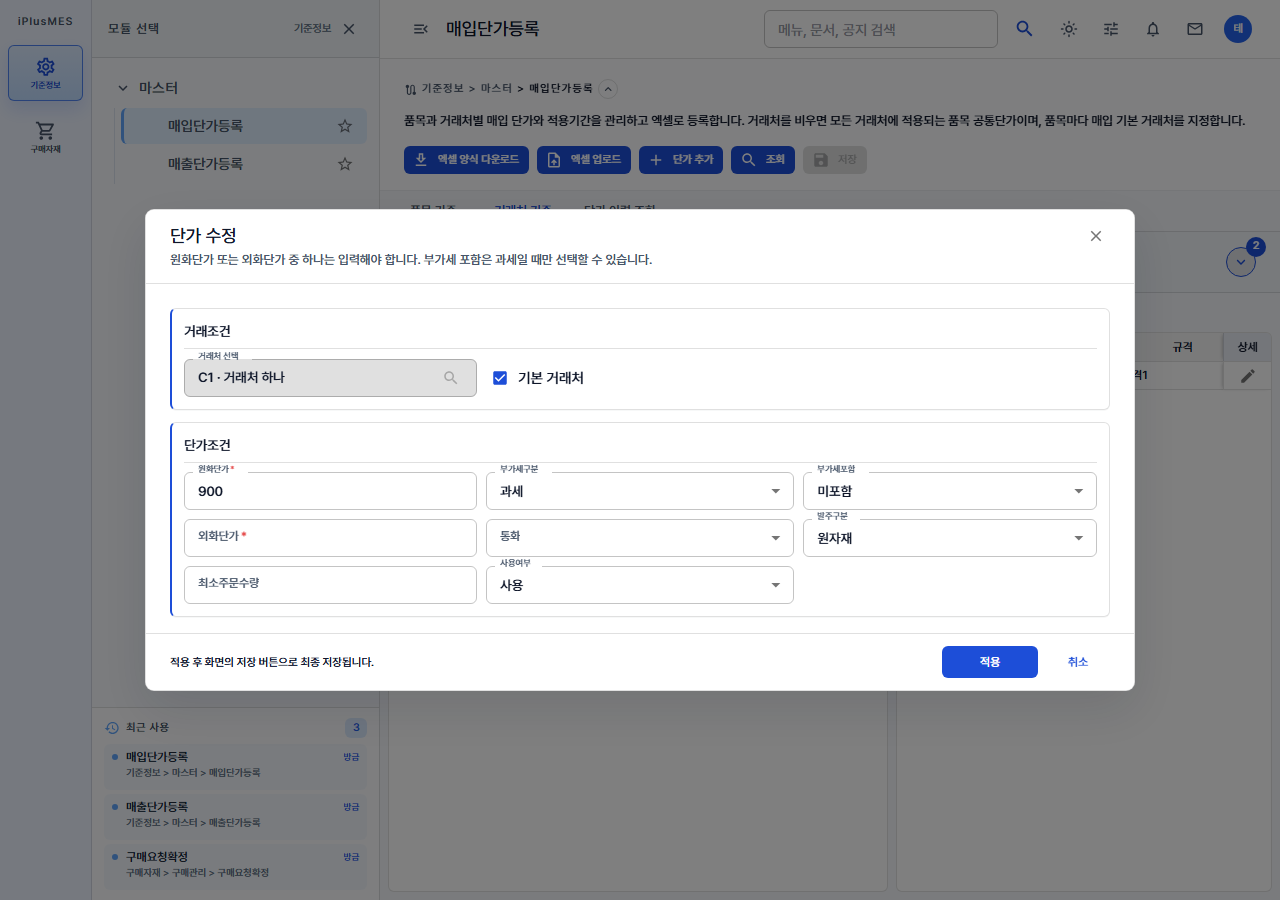 iPlusMES
기준정보
구매자재
모듈 선택
기준정보
마스터
매입단가등록
매출단가등록
최근 사용
3
매입단가등록
방금
기준정보 > 마스터 > 매입단가등록
매출단가등록
방금
기준정보 > 마스터 > 매출단가등록
구매요청확정
방금
구매자재 > 구매관리 > 구매요청확정
매입단가등록
메뉴, 문서, 공지 검색
테
기준정보 > 마스터 > 매입단가등록
품목과 거래처별 매입 단가와 적용기간을 관리하고 엑셀로 등록합니다. 거래처를 비우면 모든 거래처에 적용되는 품목 공통단가이며, 품목마다 매입 기본 거래처를 지정합니다.
엑셀 양식 다운로드
엑셀 업로드
단가 추가
조회
저장
2
규격
상세
단가 수정
원화단가 또는 외화단가 중 하나는 입력해야 합니다. 부가세 포함은 과세일 때만 선택할 수 있습니다.
거래조건
거래처 선택
C1 · 거래처 하나
기본 거래처
단가조건
원화단가 *
900
부가세구분
과세
부가세포함
미포함
외화단가 *
통화
발주구분
원자재
최소주문수량
사용여부
사용
적용 후 화면의 저장 버튼으로 최종 저장됩니다.
적용
취소